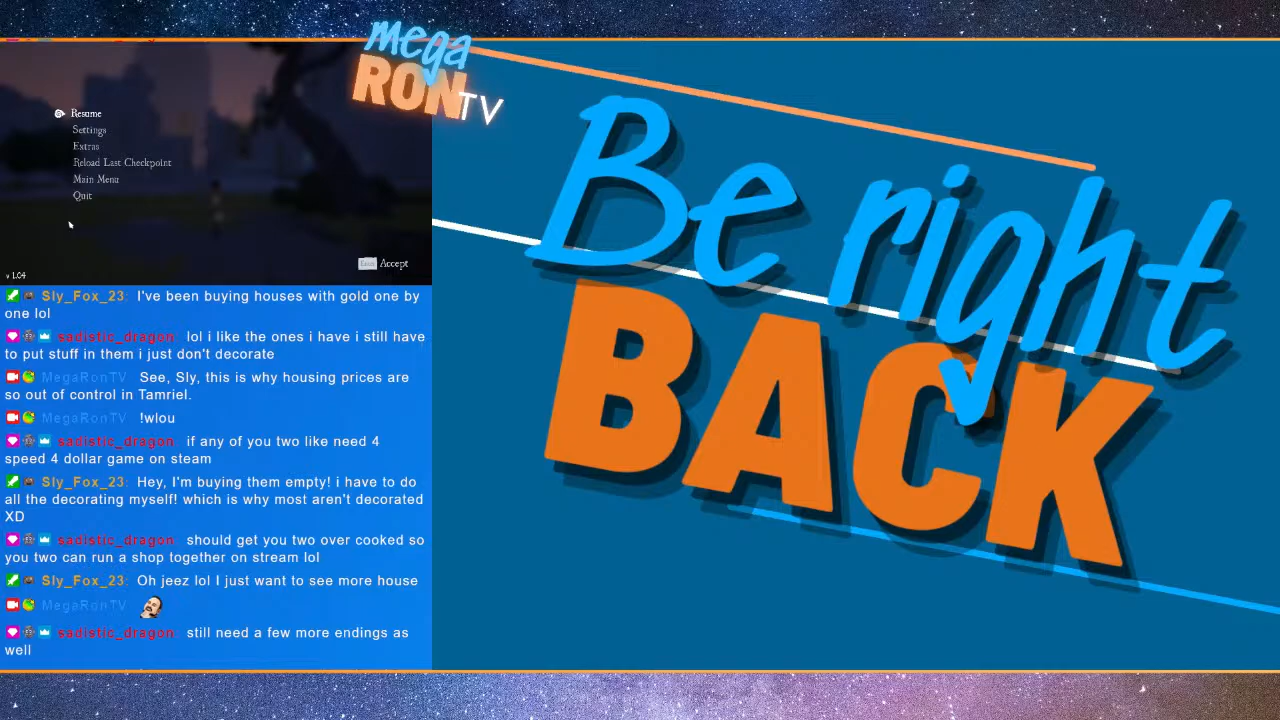 mega
RON TV
Resume
Settings
Extras
Reload Last Checkpoint
Main Menu
Quit
Accept
v 1.04
Be right
BACK
Sly_Fox_23: I've been buying houses with gold one by
one lol
sadistic_dragon: lol i like the ones i have i still have
to put stuff in them i just don't decorate
MegaRonTV See, Sly, this is why housing prices are
so out of control in Tamriel.
MegaRonTV !wlou
sadistic_dragon: if any of you two like need 4
speed 4 dollar game on steam
Sly_Fox_23: Hey, I'm buying them empty! i have to do
all the decorating myself! which is why most aren't decorated
XD
sadistic_dragon: should get you two over cooked so
you two can run a shop together on stream lol
Sly_Fox_23: Oh jeez lol I just want to see more house
MegaRonTV
sadistic_dragon: still need a few more endings as
well